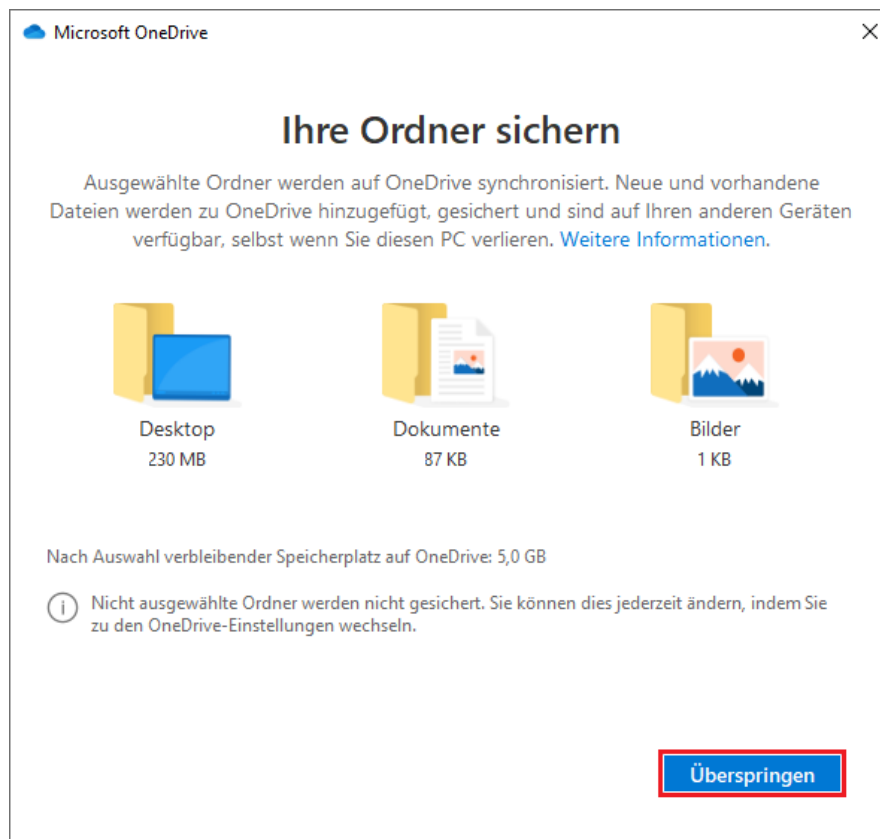 Microsoft OneDrive
Ihre Ordner sichern
Ausgewählte Ordner werden auf OneDrive synchronisiert. Neue und vorhandene
Dateien werden zu OneDrive hinzugefügt, gesichert und sind auf Ihren anderen Geräten
verfügbar, selbst wenn Sie diesen PC verlieren. Weitere Informationen.
Desktop
230 MB
Dokumente
87 KB
Bilder
1 KB
Nach Auswahl verbleibender Speicherplatz auf OneDrive: 5,0 GB
Nicht ausgewählte Ordner werden nicht gesichert. Sie können dies jederzeit ändern, indem Sie
zu den OneDrive-Einstellungen wechseln.
Überspringen